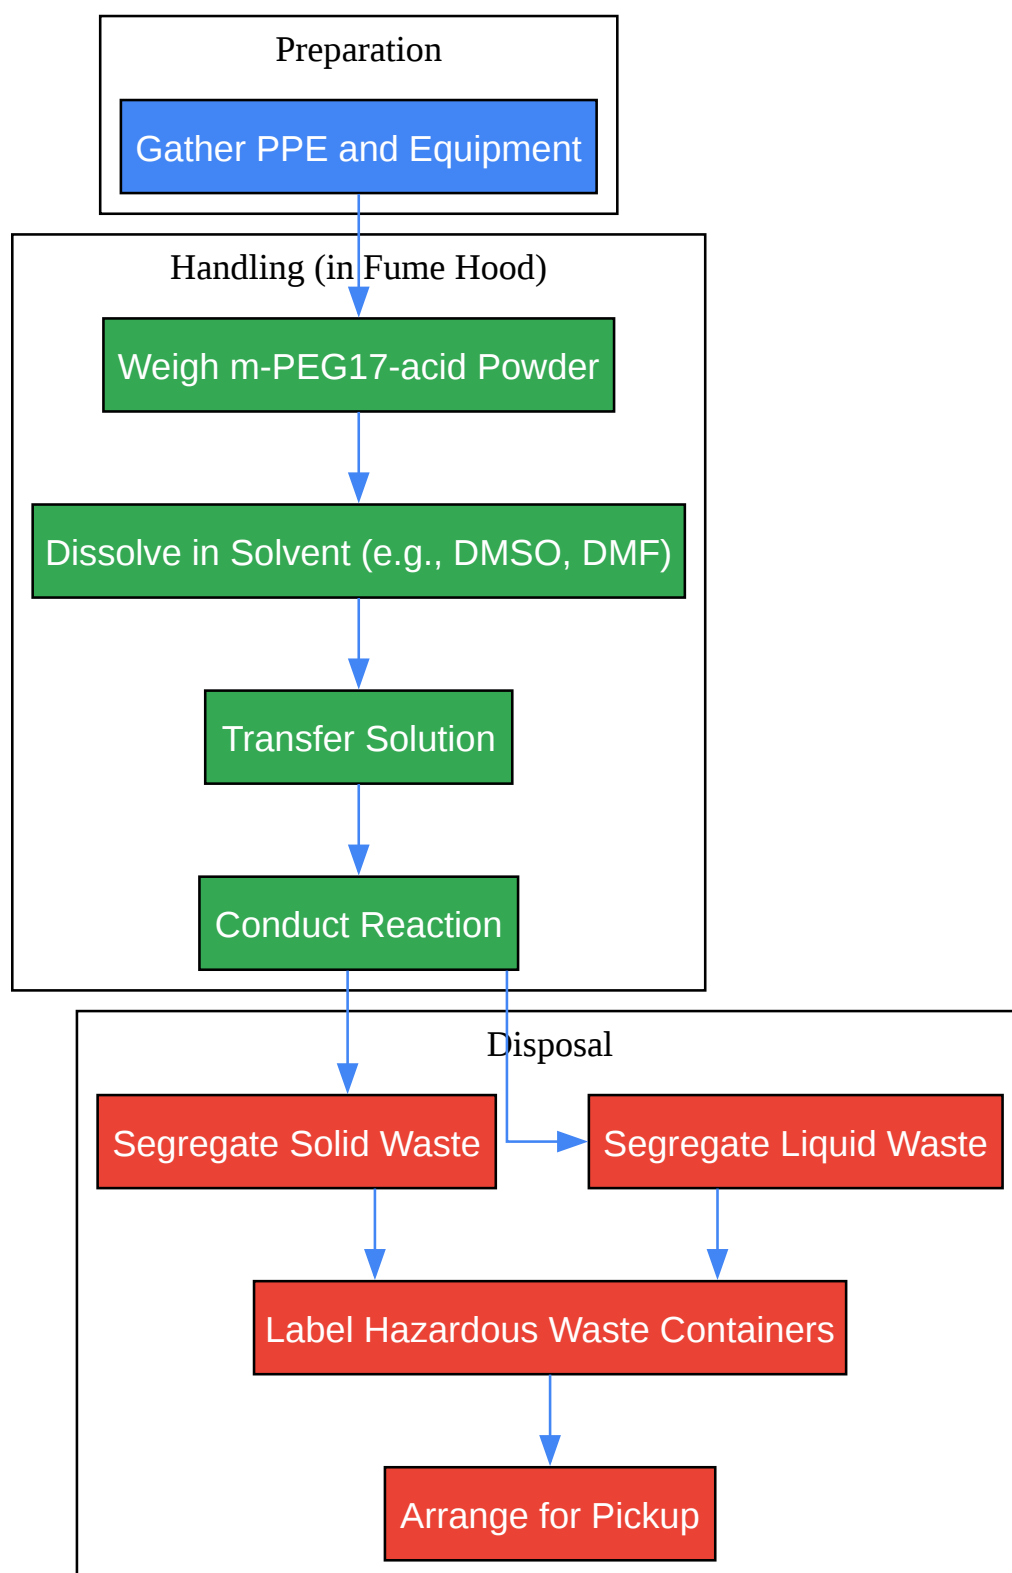 Preparation
Gather PPE and Equipment
Handling (in Fume Hood)
Weigh m-PEG17-acid Powder
Dissolve in Solvent (e.g., DMSO, DMF)
Transfer Solution
Conduct Reaction
Disposal
Segregate Solid Waste
Segregate Liquid Waste
Label Hazardous Waste Containers
Arrange for Pickup